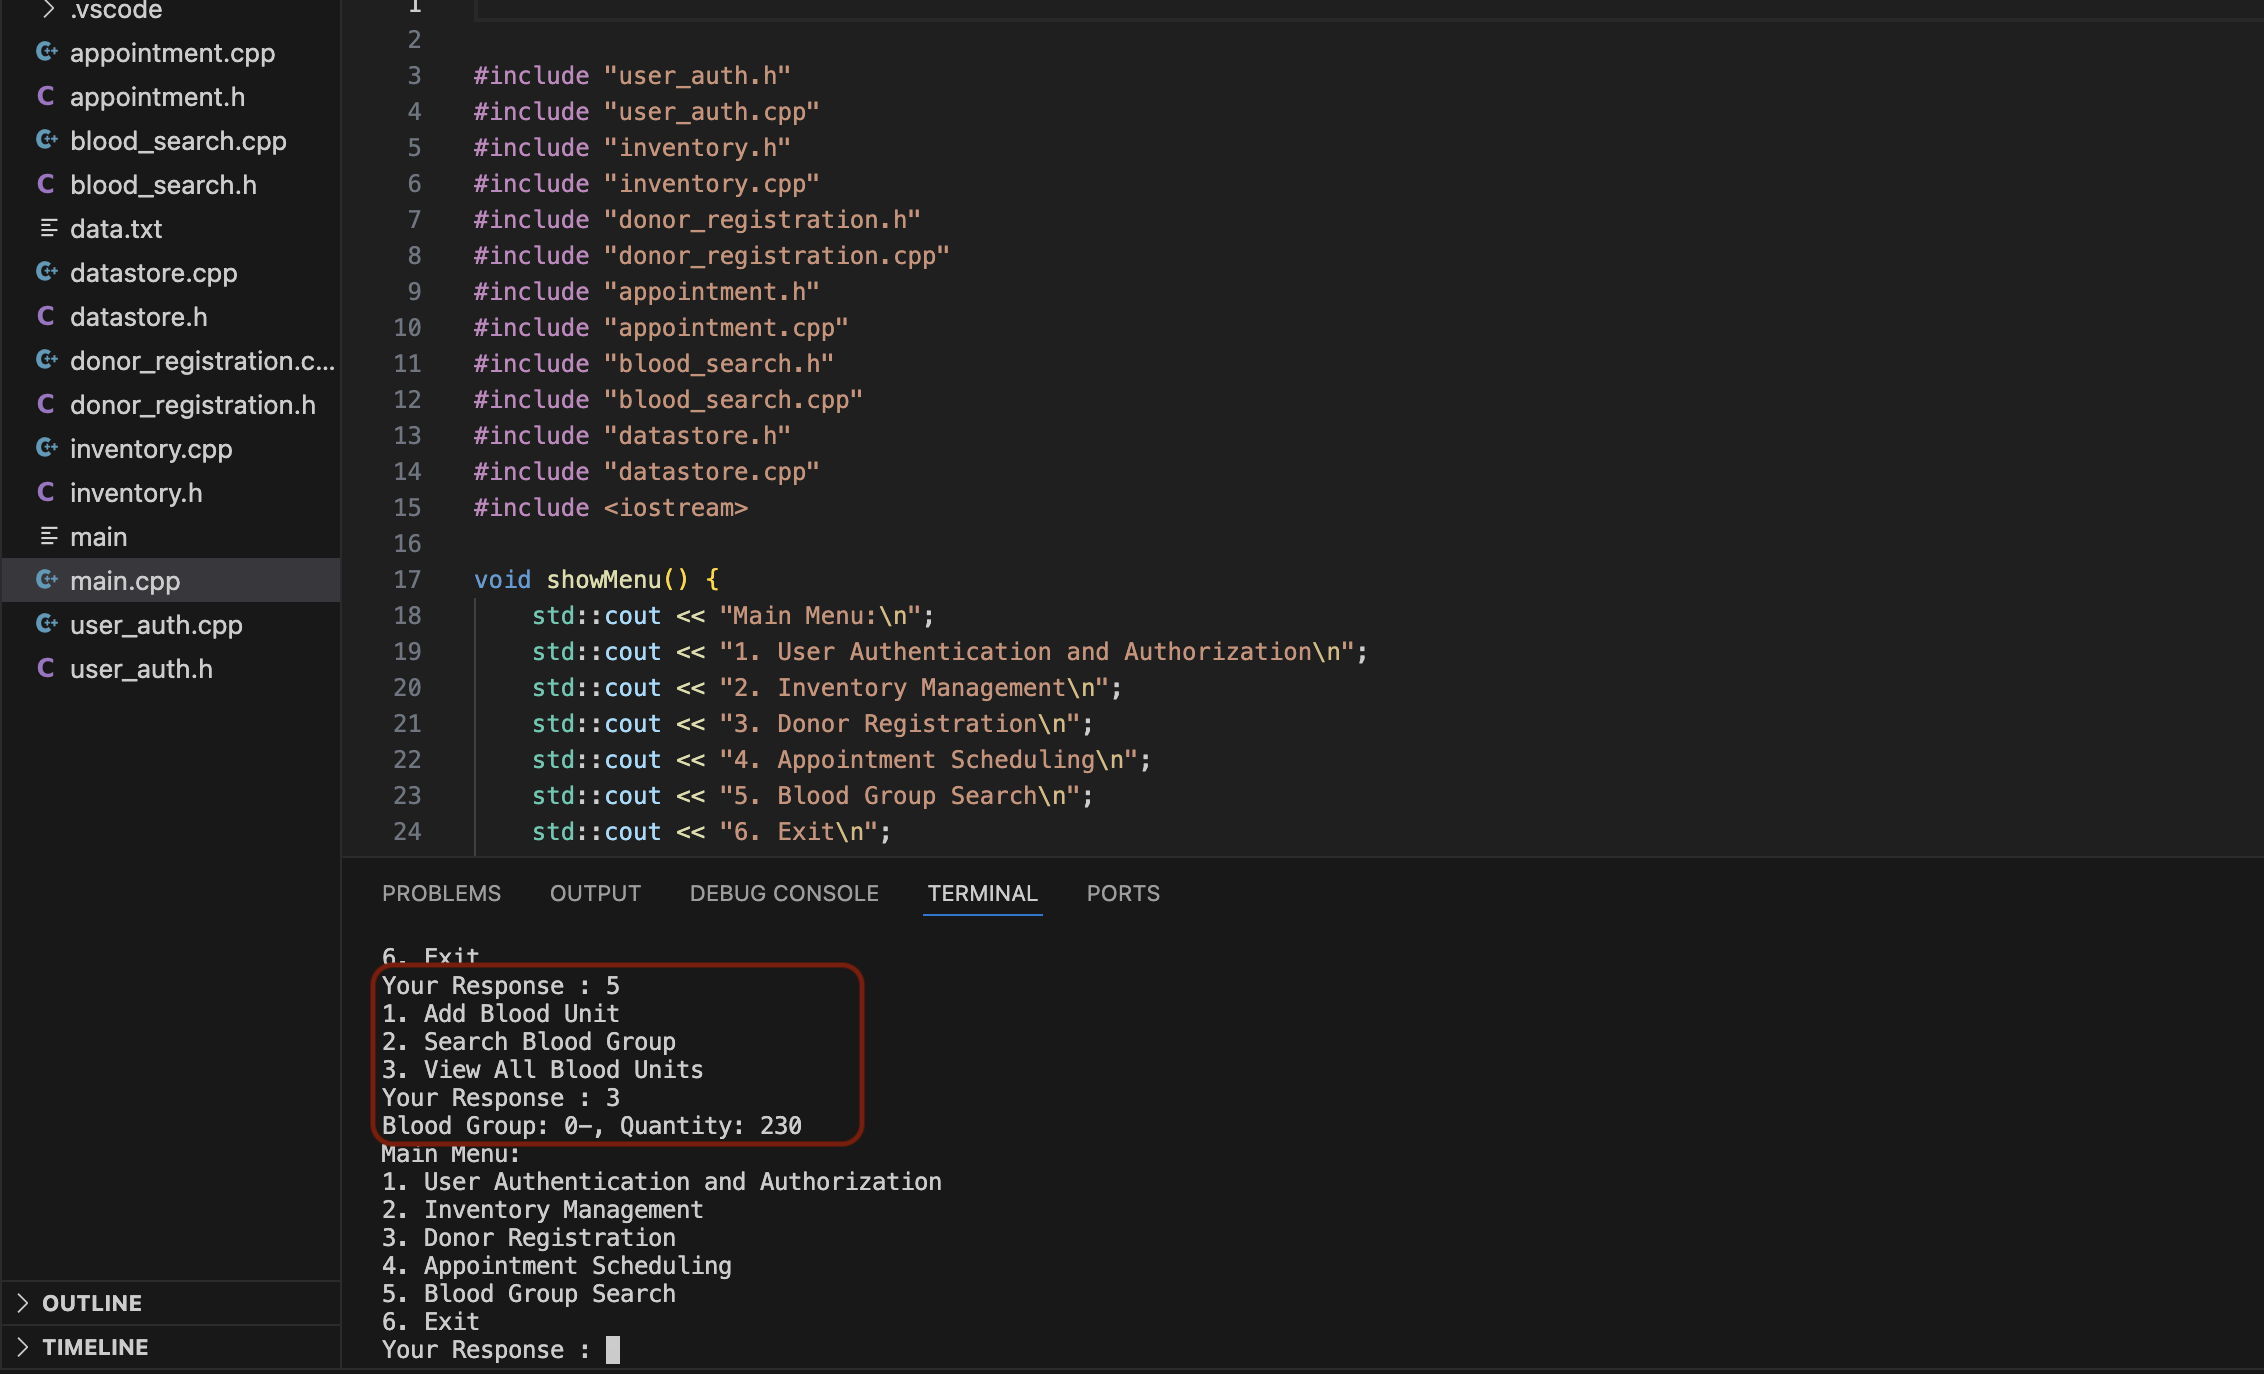 .vscode
appointment.cpp
appointment.h
blood_search.cpp
blood_search.h
data.txt
datastore.cpp
datastore.h
donor_registration.c...
donor_registration.h
inventory.cpp
inventory.h
main
main.cpp
user_auth.cpp
user_auth.h
OUTLINE
TIMELINE
1
2
3 #include "user_auth.h"
4 #include "user_auth.cpp"
5 #include "inventory.h"
6 #include "inventory.cpp"
7 #include "donor_registration.h"
8 #include "donor_registration.cpp"
9 #include "appointment.h"
10 #include "appointment.cpp"
11 #include "blood_search.h"
12 #include "blood_search.cpp"
13 #include "datastore.h"
14 #include "datastore.cpp"
15 #include <iostream>
16
17 void showMenu() {
18 std::cout << "Main Menu:\n";
19 std::cout << "1. User Authentication and Authorization\n";
20 std::cout << "2. Inventory Management\n";
21 std::cout << "3. Donor Registration\n";
22 std::cout << "4. Appointment Scheduling\n";
23 std::cout << "5. Blood Group Search\n";
24 std::cout << "6. Exit\n";
PROBLEMS OUTPUT DEBUG CONSOLE TERMINAL PORTS
6. Exit
Your Response : 5
1. Add Blood Unit
2. Search Blood Group
3. View All Blood Units
Your Response : 3
Blood Group: 0-, Quantity: 230
Main Menu:
1. User Authentication and Authorization
2. Inventory Management
3. Donor Registration
4. Appointment Scheduling
5. Blood Group Search
6. Exit
Your Response :